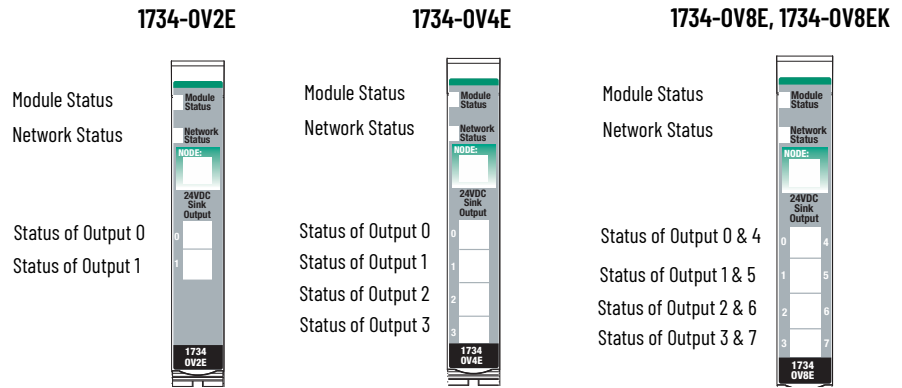 1734-OV2E
Module Status
Network Status
Status of Output 0
Status of Output 1
Module
Status
Network
Status
NODE:
24VDC
Sink
Output
0
1
1734
OV2E
1734-OV4E
Module Status
Network Status
Status of Output 0
Status of Output 1
Status of Output 2
Status of Output 3
Module
Status
Network
Status
NODE:
24VDC
Sink
Output
0
1
2
3
1734
OV4E
1734-OV8E, 1734-OV8EK
Module Status
Network Status
Status of Output 0 & 4
Status of Output 1 & 5
Status of Output 2 & 6
Status of Output 3 & 7
Module
Status
Network
Status
NODE:
24VDC
Sink
Output
0 4
1 5
2 6
3 7
1734
OV8E